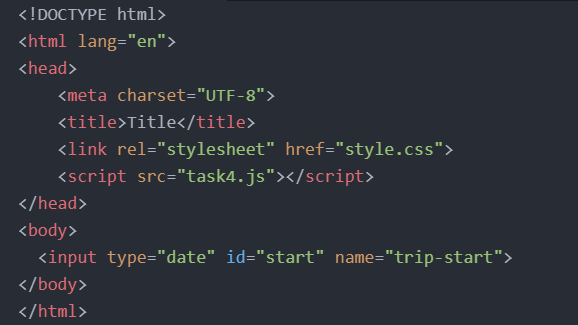 <!DOCTYPE html>
<html lang="en">
<head>
    <meta charset="UTF-8">
    <title>Title</title>
    <link rel="stylesheet" href="style.css">
    <script src="task4.js"></script>
</head>
<body>
  <input type="date" id="start" name="trip-start">
</body>
</html>